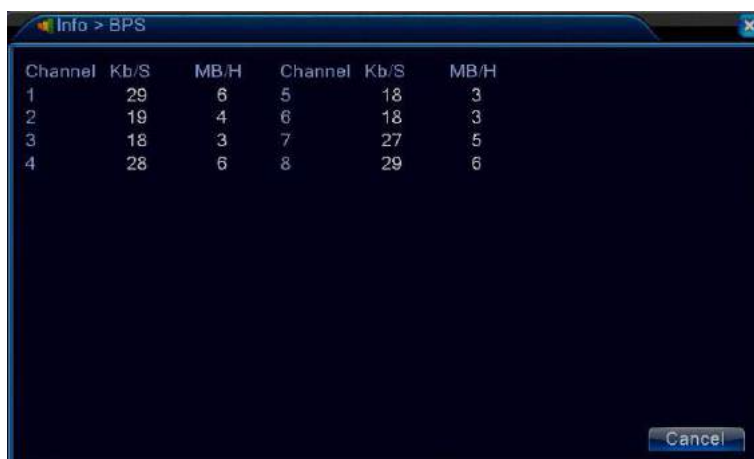 Info > BPS
Channel Kb/S MB/H Channel Kb/S MB/H
1 29 6 5 18 3
2 19 4 6 18 3
3 18 3 7 27 5
4 28 6 8 29 6
Cancel